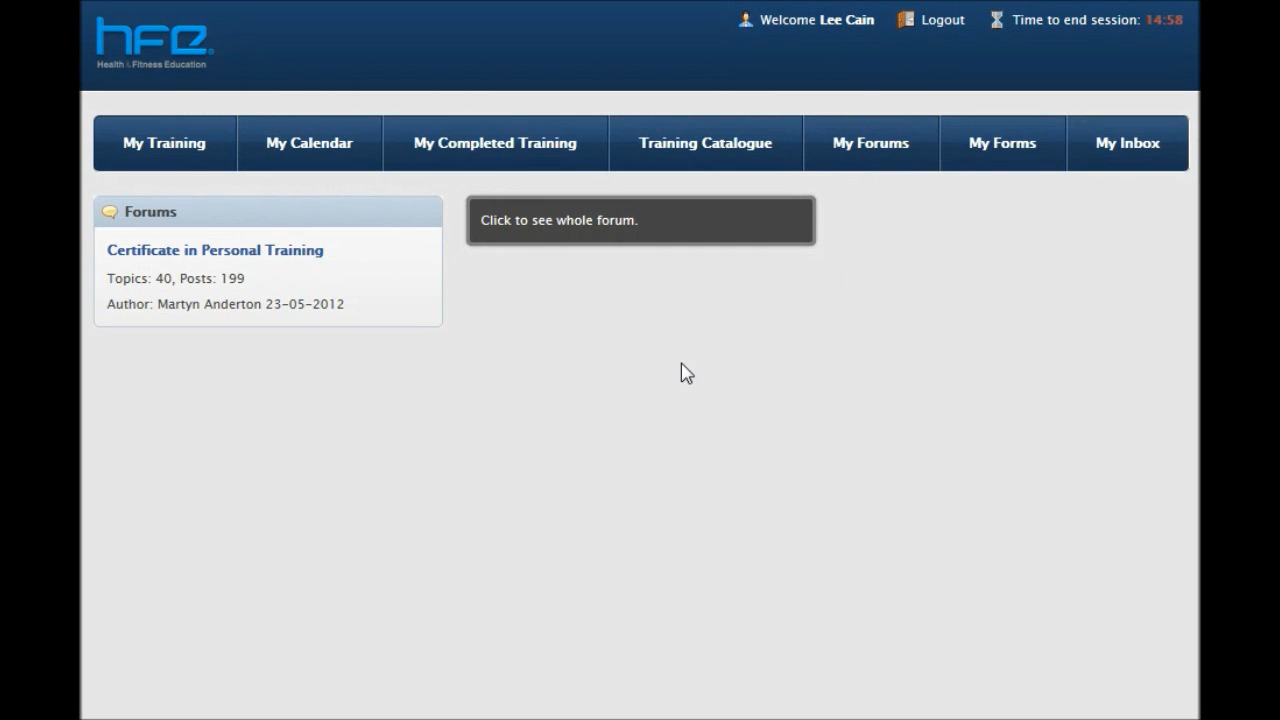 hfe
Health & Fitness Education
Welcome Lee Cain
Logout
Time to end session: 14:58
My Training
My Calendar
My Completed Training
Training Catalogue
My Forums
My Forms
My Inbox
Forums
Certificate in Personal Training
Topics: 40, Posts: 199
Author: Martyn Anderton 23-05-2012
Click to see whole forum.